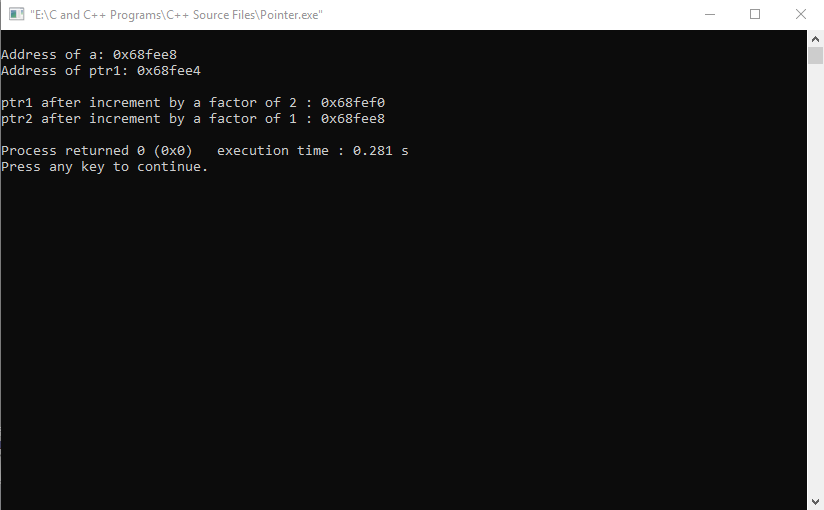 "E:\C and C++ Programs\C++ Source Files\Pointer.exe"
Address of a: 0x68fee8
Address of ptr1: 0x68fee4
ptr1 after increment by a factor of 2 : 0x68fef0
ptr2 after increment by a factor of 1 : 0x68fee8
Process returned 0 (0x0)   execution time : 0.281 s
Press any key to continue.